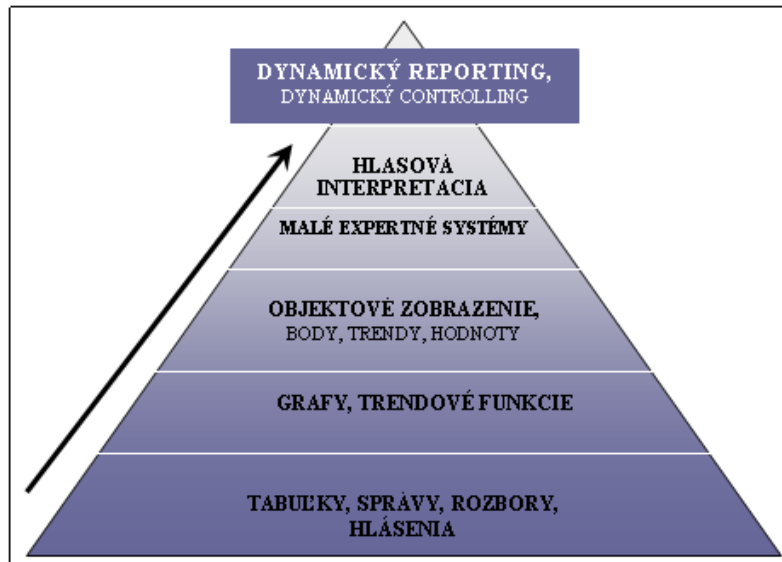 DYNAMICKÝ REPORTING,
DYNAMICKÝ CONTROLLING
HLASOVÁ
INTERPRETACIA
MALÉ EXPERTNÉ SYSTÉMY
OBJEKTOVÉ ZOBRAZENIE,
BODY, TRENDY, HODNOTY
GRAFY, TRENDOVÉ FUNKCIE
TABUĽKY, SPRÁVY, ROZBORY,
HLÁSENIA